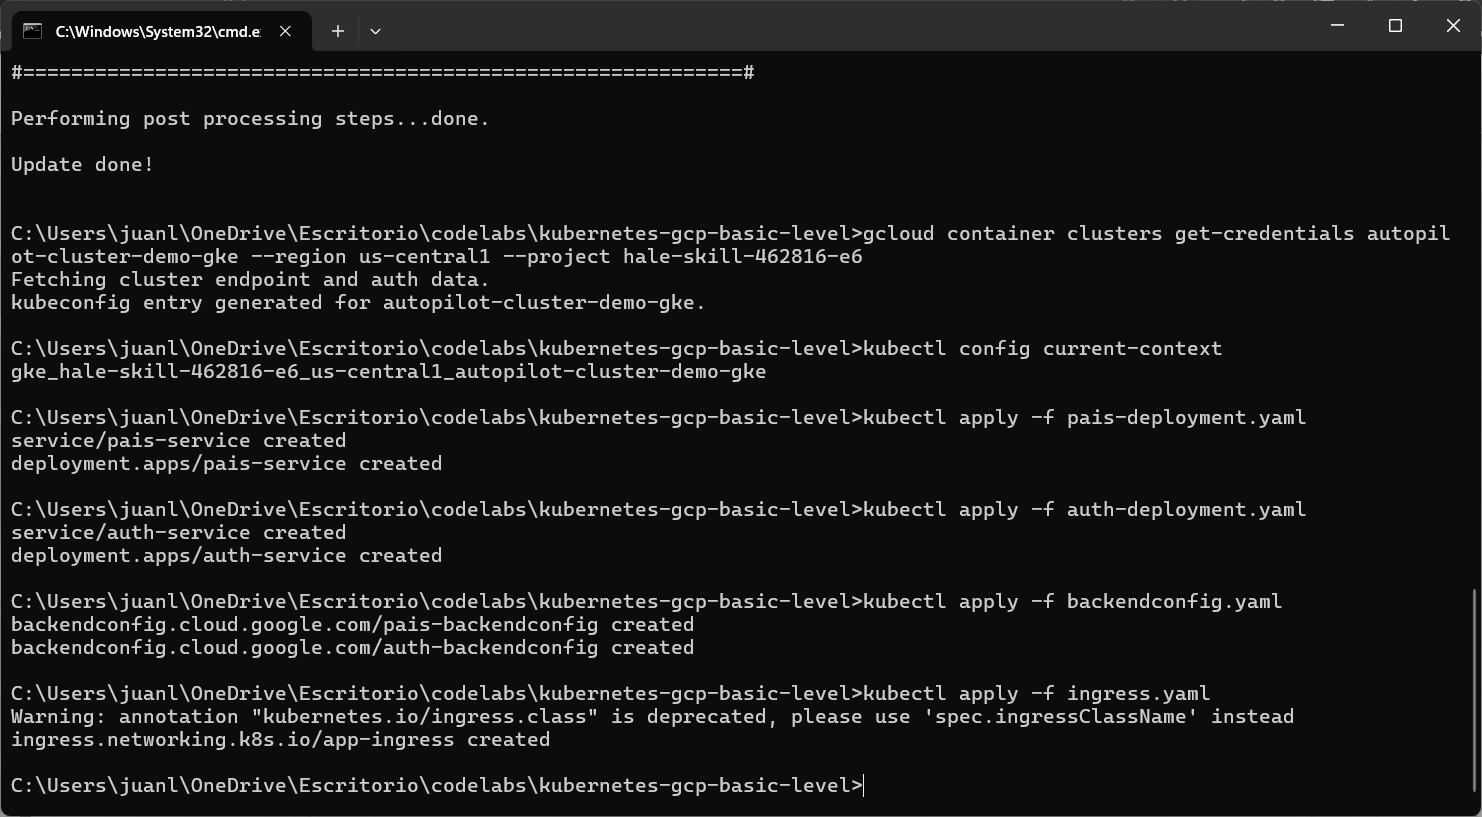 C:\Windows\System32\cmd.e
#============================================================#
Performing post processing steps...done.
Update done!
C:\Users\juanl\OneDrive\Escritorio\codelabs\kubernetes-gcp-basic-level>gcloud container clusters get-credentials autopil
ot-cluster-demo-gke --region us-central1 --project hale-skill-462816-e6
Fetching cluster endpoint and auth data.
kubeconfig entry generated for autopilot-cluster-demo-gke.
C:\Users\juanl\OneDrive\Escritorio\codelabs\kubernetes-gcp-basic-level>kubectl config current-context
gke_hale-skill-462816-e6_us-central1_autopilot-cluster-demo-gke
C:\Users\juanl\OneDrive\Escritorio\codelabs\kubernetes-gcp-basic-level>kubectl apply -f pais-deployment.yaml
service/pais-service created
deployment.apps/pais-service created
C:\Users\juanl\OneDrive\Escritorio\codelabs\kubernetes-gcp-basic-level>kubectl apply -f auth-deployment.yaml
service/auth-service created
deployment.apps/auth-service created
C:\Users\juanl\OneDrive\Escritorio\codelabs\kubernetes-gcp-basic-level>kubectl apply -f backendconfig.yaml
backendconfig.cloud.google.com/pais-backendconfig created
backendconfig.cloud.google.com/auth-backendconfig created
C:\Users\juanl\OneDrive\Escritorio\codelabs\kubernetes-gcp-basic-level>kubectl apply -f ingress.yaml
Warning: annotation "kubernetes.io/ingress.class" is deprecated, please use 'spec.ingressClassName' instead
ingress.networking.k8s.io/app-ingress created
C:\Users\juanl\OneDrive\Escritorio\codelabs\kubernetes-gcp-basic-level>